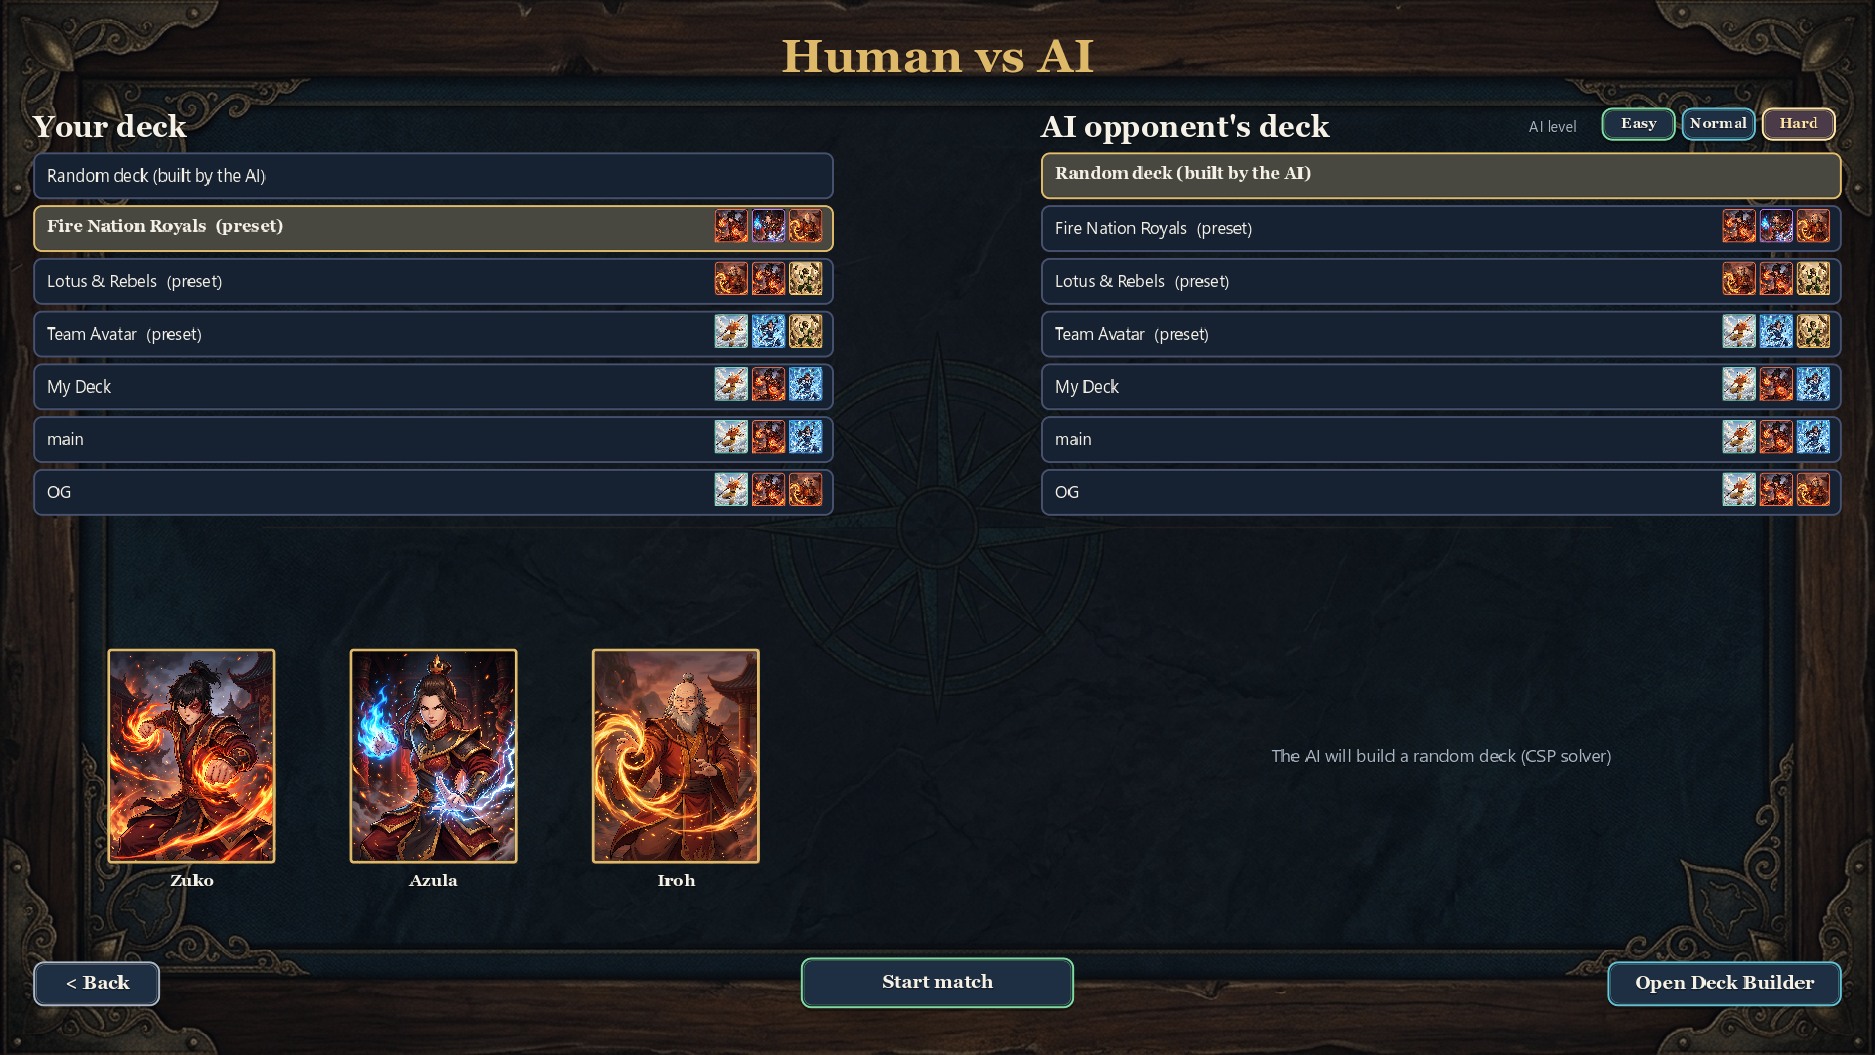 Human vs AI
Your deck
Random deck (built by the AI)
Fire Nation Royals (preset)
Lotus & Rebels (preset)
Team Avatar (preset)
My Deck
main
OG
AI opponent's deck
AI level
Easy
Normal
Hard
Random deck (built by the AI)
Fire Nation Royals (preset)
Lotus & Rebels (preset)
Team Avatar (preset)
My Deck
main
OG
Zuko
Azula
Iroh
The AI will build a random deck (CSP solver)
< Back
Start match
Open Deck Builder